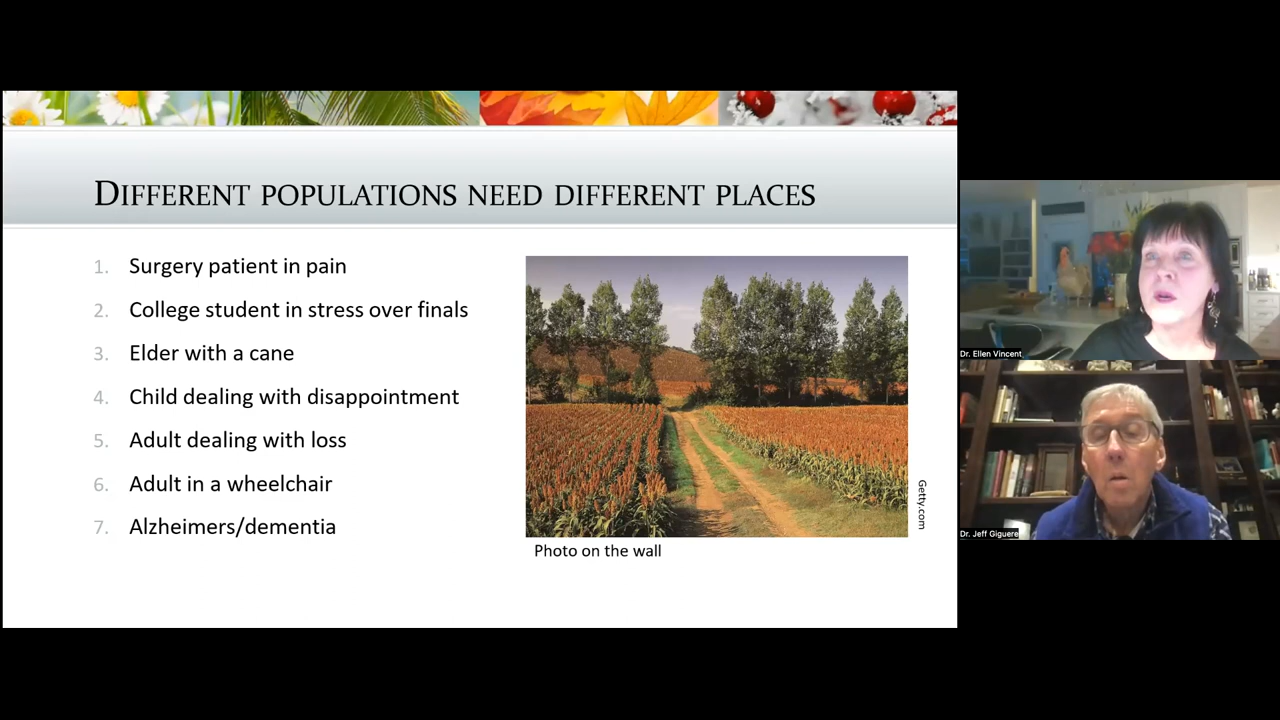 DIFFERENT POPULATIONS NEED DIFFERENT PLACES
1. Surgery patient in pain
2. College student in stress over finals
3. Elder with a cane
4. Child dealing with disappointment
5. Adult dealing with loss
6. Adult in a wheelchair
7. Alzheimers/dementia
Getty.com
Photo on the wall
Dr. Ellen Vincent
Dr. Jeff Giguere